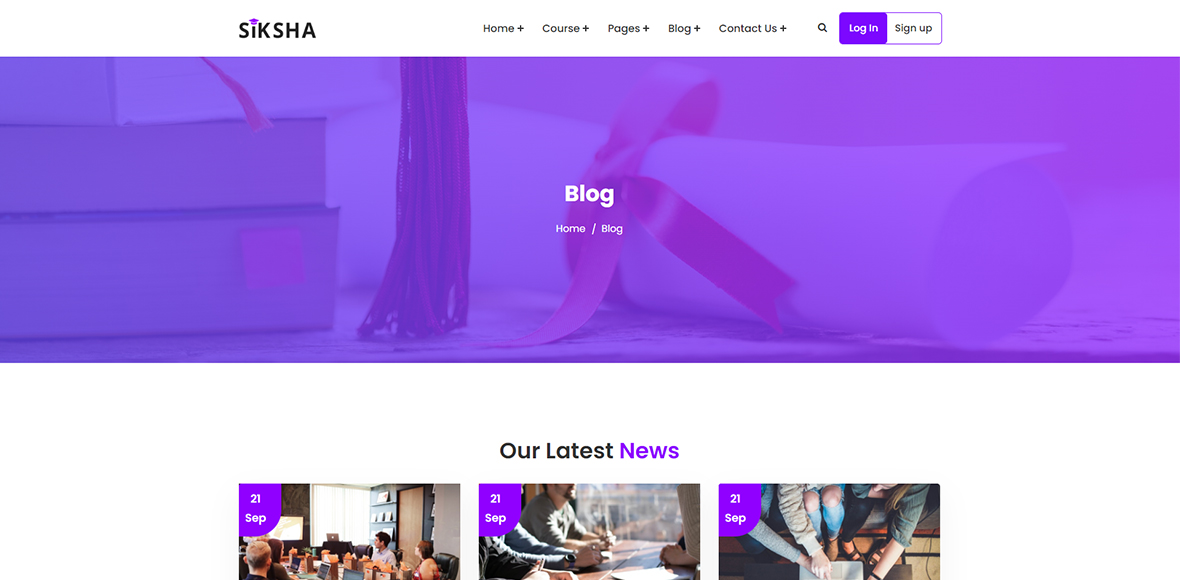 SiKSHA
Home +
Course +
Pages +
Blog +
Contact Us +
Log In
Sign up
Blog
Home / Blog
Our Latest News
21
Sep
21
Sep
21
Sep